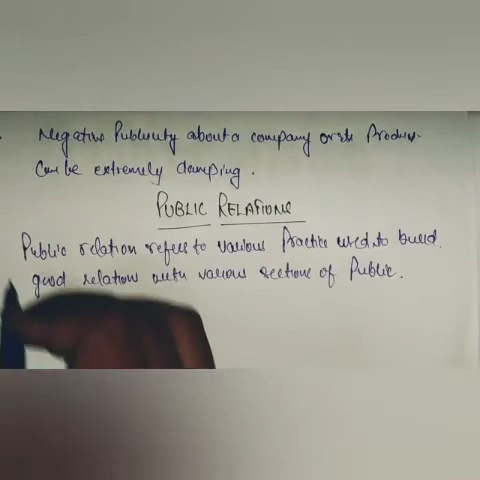 Negative Publicity about a company or its Product.
Can be extremely damping.
PUBLIC RELATIONS
Public relation refers to various Practice used to build
good relation with various sections of Public.